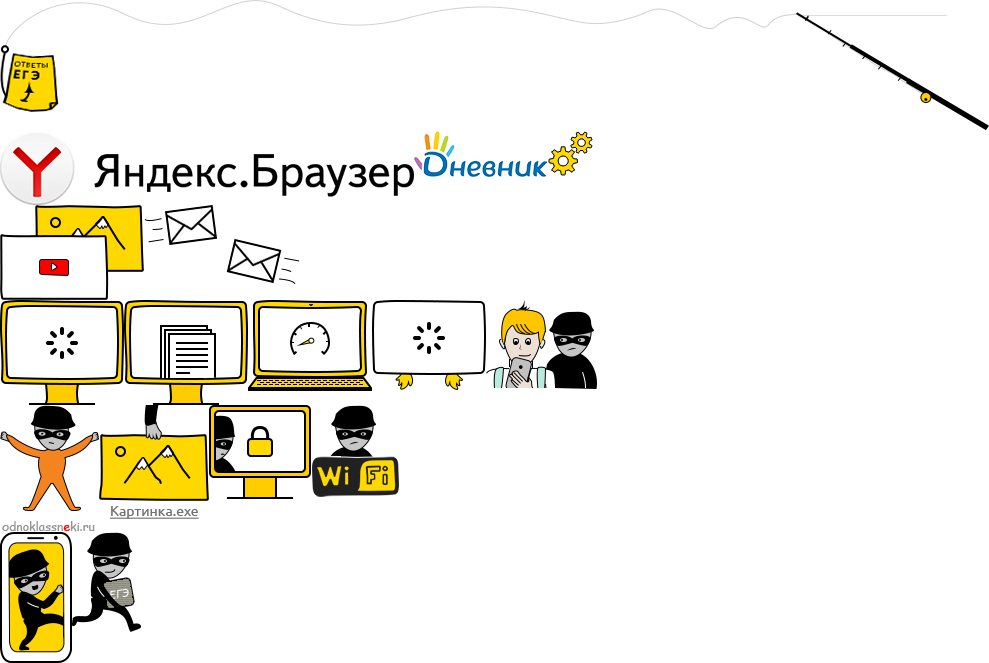 ОТВЕТЫ
ЕГЭ
Яндекс.Браузер
Дневник
Wi Fi
Картинка.exe
odnoklassneki.ru
ЕГЭ